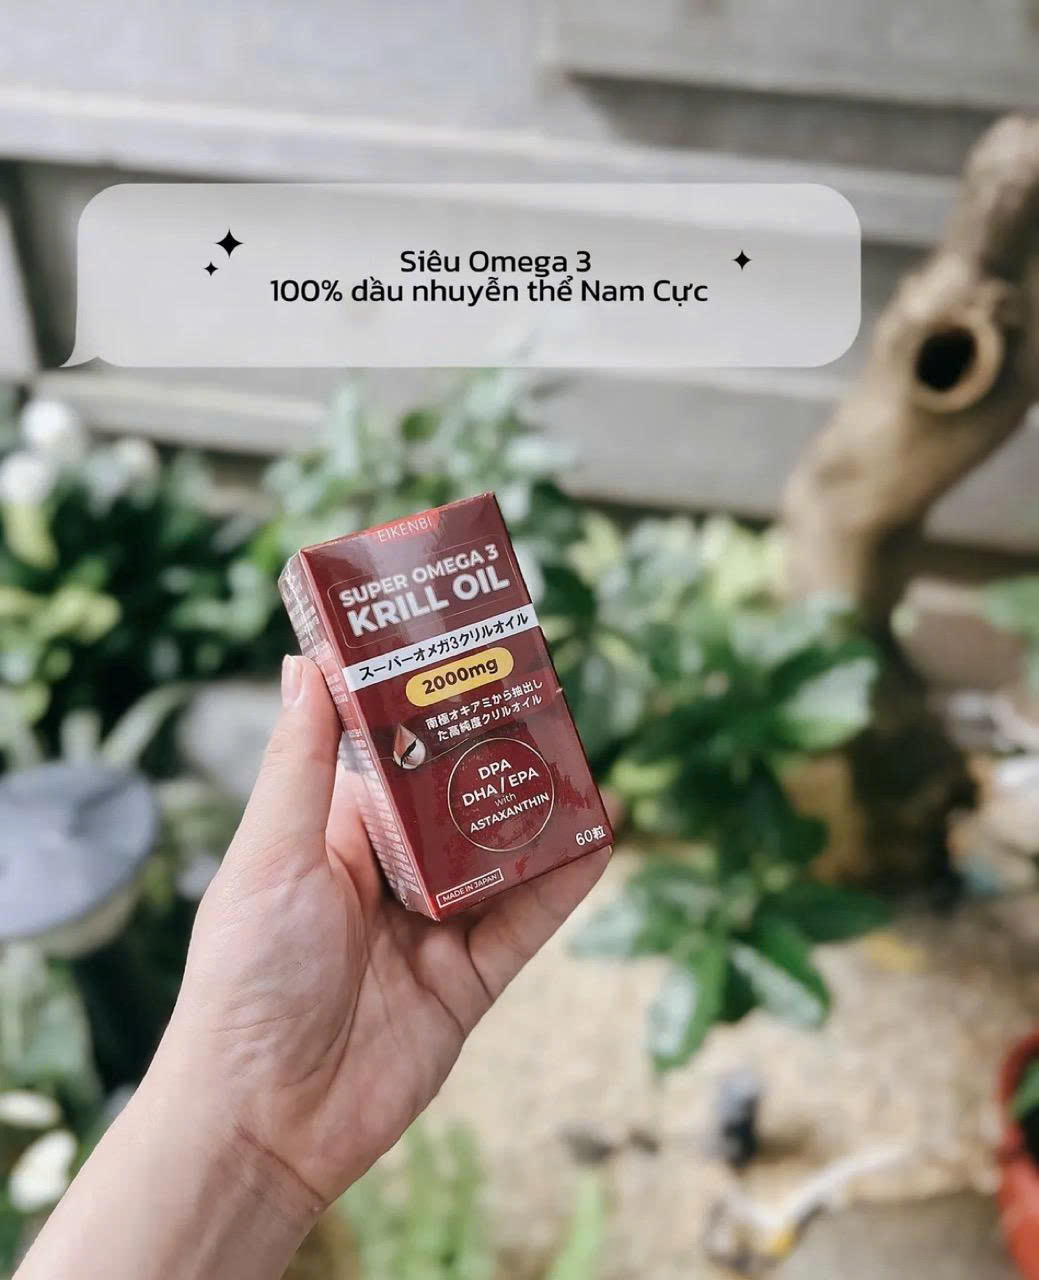 Siêu Omega 3
100% dầu nhuyễn thể Nam Cực
EIKENBI
SUPER OMEGA 3
KRILL OIL
スーパーオメガ3クリルオイル
2000mg
南極オキアミから抽出し
た高純度クリルオイル
DPA
DHA / EPA
with
ASTAXANTHIN
60粒
MADE IN JAPAN